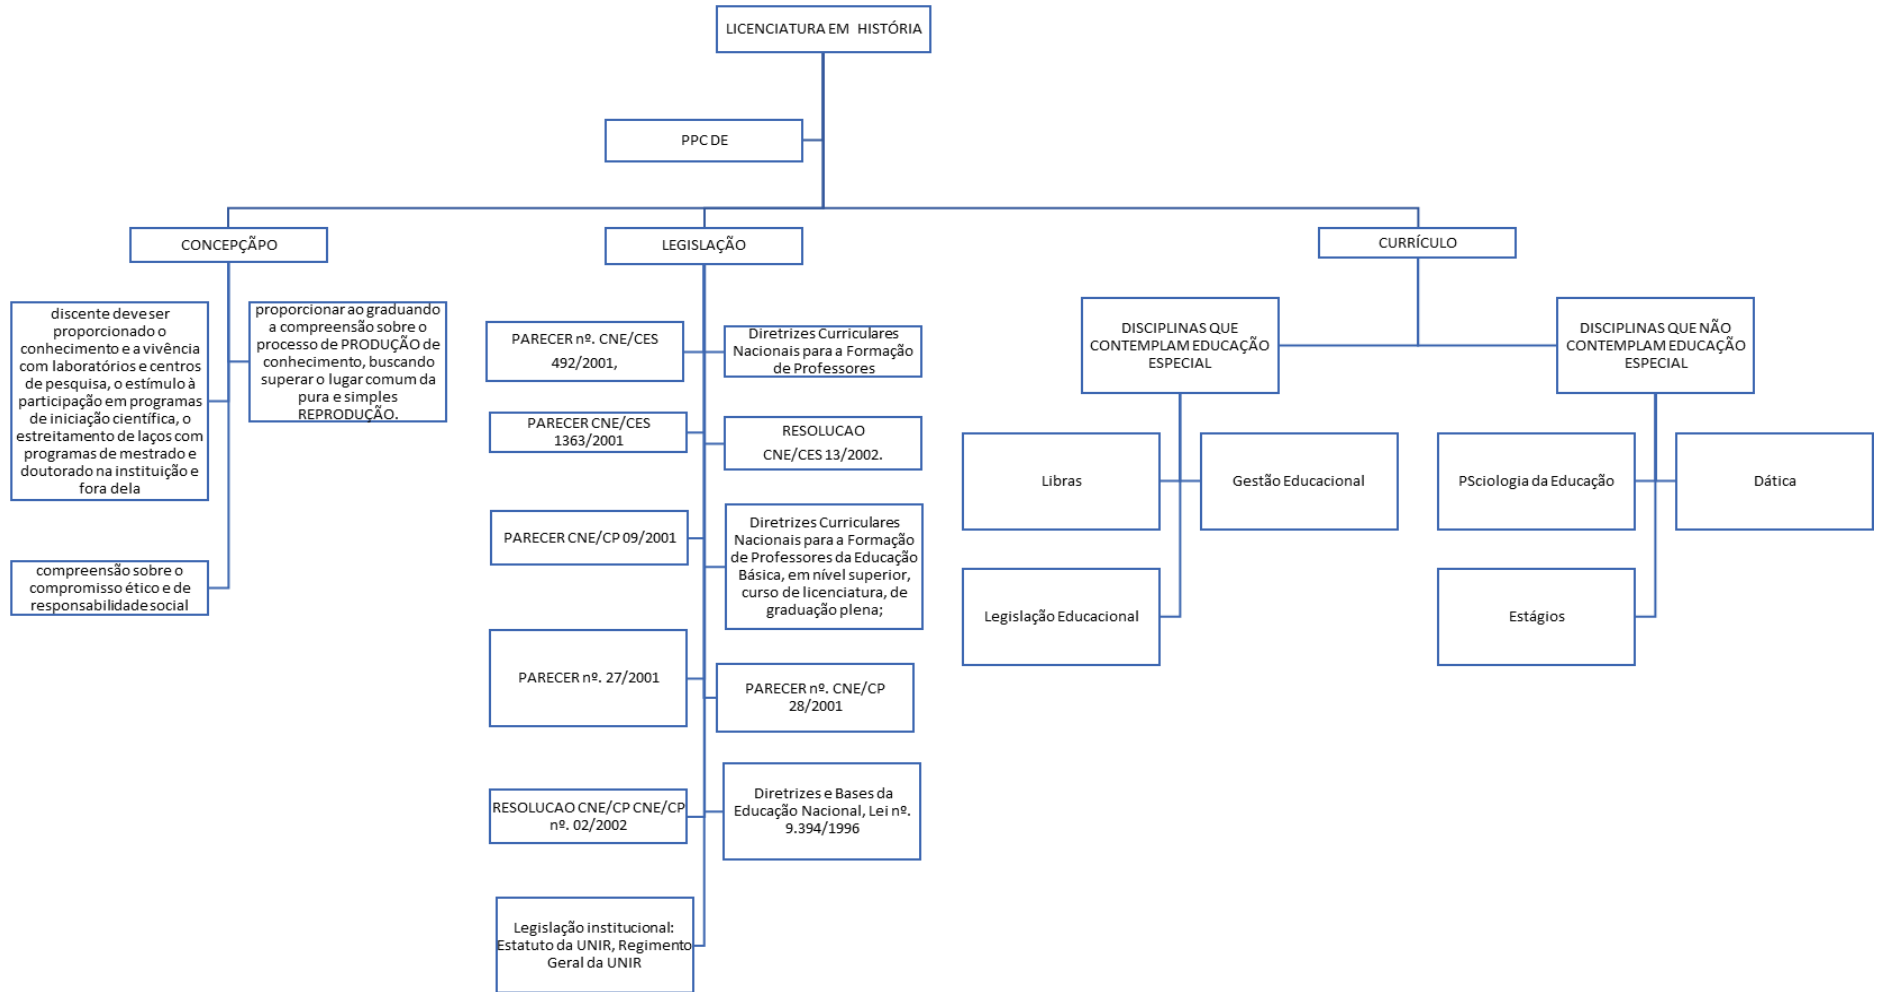 LICENCIATURA EM HISTÓRIA
PPC DE
CONCEPÇÃPO
discente deve ser
proporcionado o
conhecimento e a vivência
com laboratórios e centros
de pesquisa, o estímulo à
participação em programas
de iniciação científica, o
estreitamento de laços com
programas de mestrado e
doutorado na instituição e
fora dela
proporcionar ao graduando
a compreensão sobre o
processo de PRODUÇÃO de
conhecimento, buscando
superar o lugar comum da
pura e simples
REPRODUÇÃO.
compreensão sobre o
compromisso ético e de
responsabilidade social
LEGISLAÇÃO
PARECER nº. CNE/CES
492/2001,
Diretrizes Curriculares
Nacionais para a Formação
de Professores
PARECER CNE/CES
1363/2001
RESOLUCAO
CNE/CES 13/2002.
PARECER CNE/CP 09/2001
Diretrizes Curriculares
Nacionais para a Formação
de Professores da Educação
Básica, em nível superior,
curso de licenciatura, de
graduação plena;
PARECER nº. 27/2001
PARECER nº. CNE/CP
28/2001
RESOLUCAO CNE/CP CNE/CP
nº. 02/2002
Diretrizes e Bases da
Educação Nacional, Lei nº.
9.394/1996
Legislação institucional:
Estatuto da UNIR, Regimento
Geral da UNIR
CURRÍCULO
DISCIPLINAS QUE
CONTEMPLAM EDUCAÇÃO
ESPECIAL
Libras
Gestão Educacional
Legislação Educacional
DISCIPLINAS QUE NÃO
CONTEMPLAM EDUCAÇÃO
ESPECIAL
PSciologia da Educação
Dática
Estágios